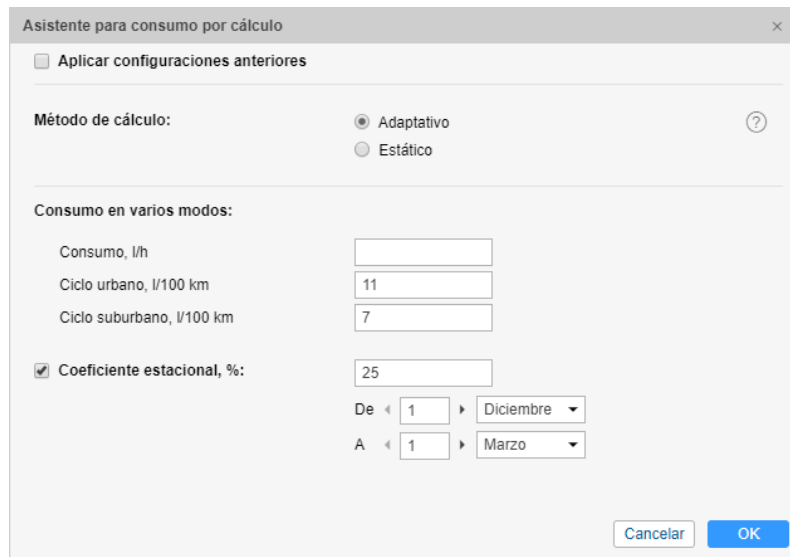 Asistente para consumo por cálculo ×
Aplicar configuraciones anteriores
Método de cálculo: Adaptativo ?
Estático
Consumo en varios modos:
Consumo, l/h
Ciclo urbano, l/100 km 11
Ciclo suburbano, l/100 km 7
Coeficiente estacional, %: 25
De 1 Diciembre
A 1 Marzo
Cancelar OK